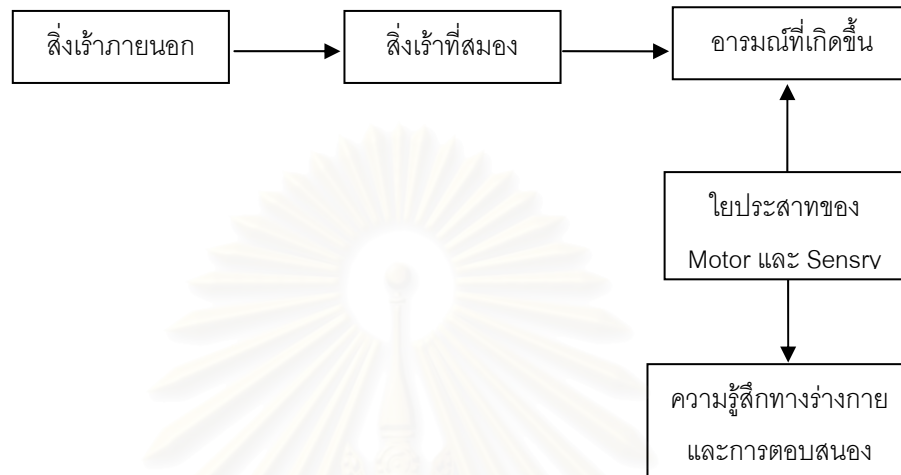 สิ่งเร้าภายนอก
สิ่งเร้าที่สมอง
อารมณ์ที่เกิดขึ้น
ใยประสาทของ
Motor และ Sensry
ความรู้สึกทางร่างกาย
และการตอบสนอง